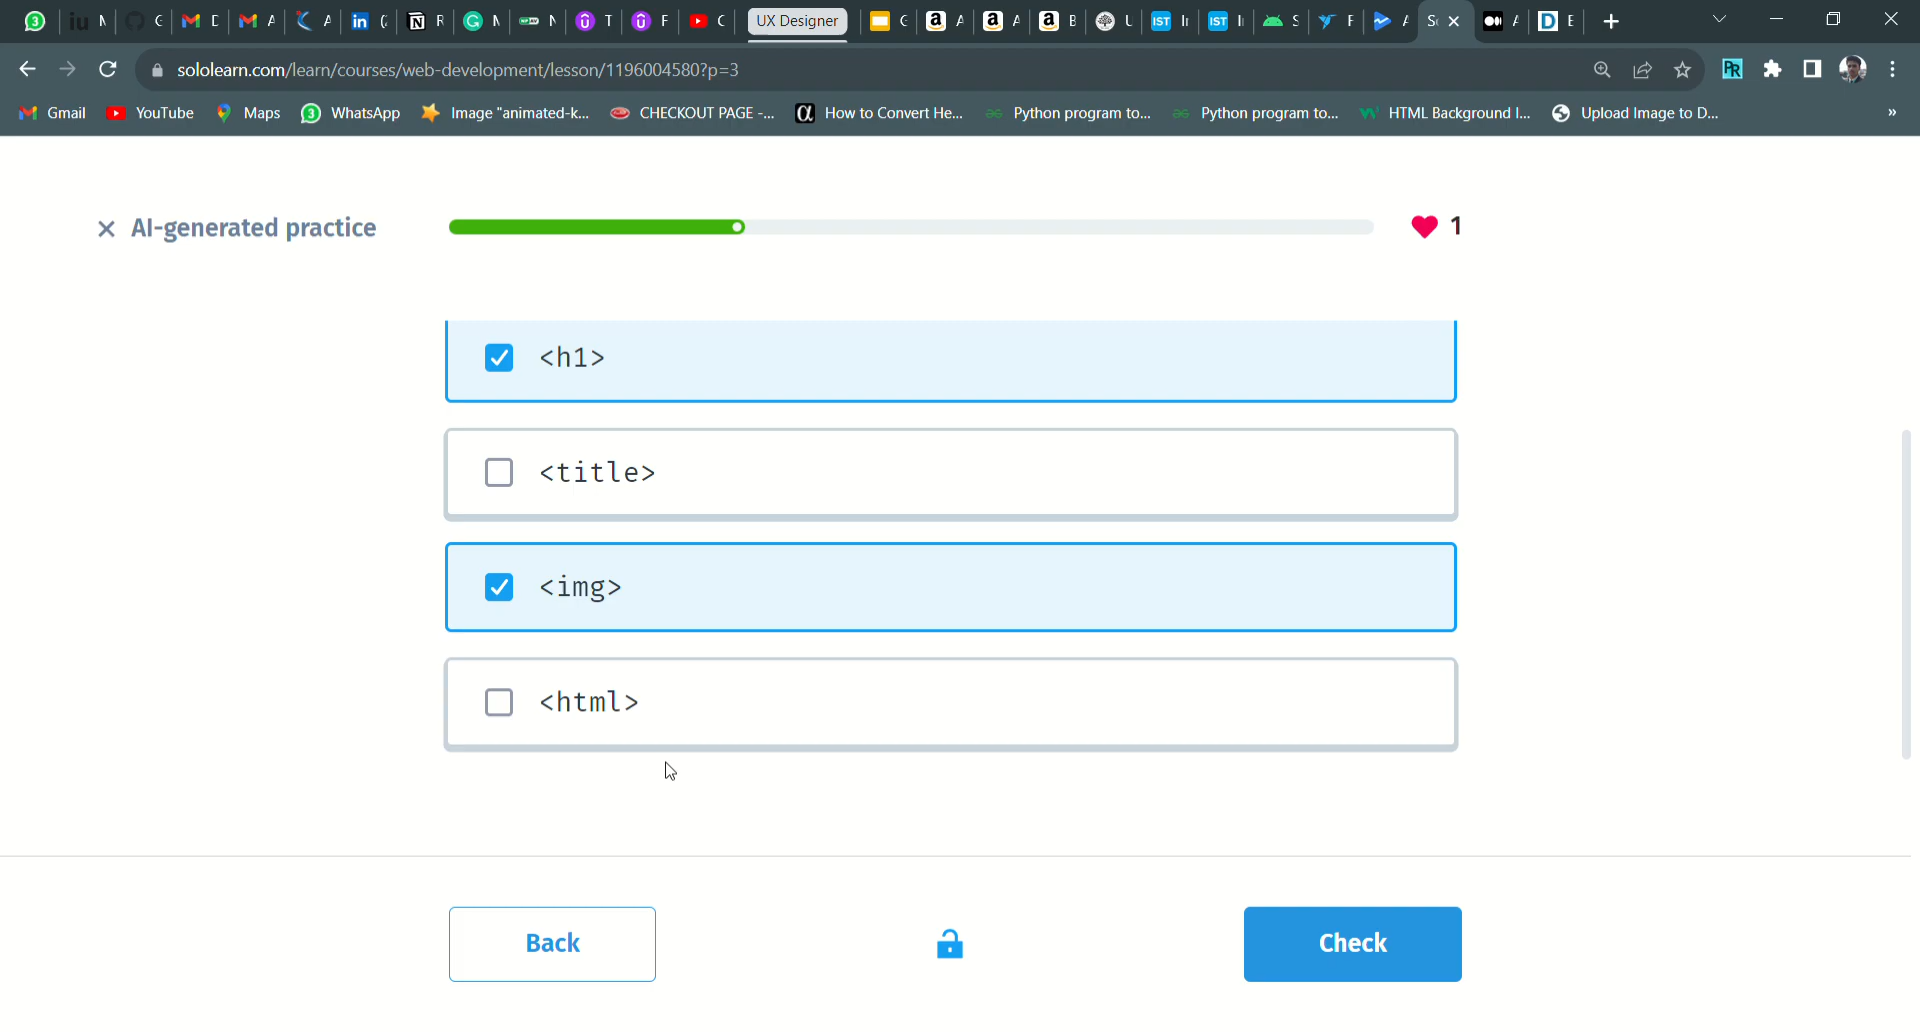 UX Designer
sololearn.com/learn/courses/web-development/lesson/1196004580?p=3
Gmail YouTube Maps WhatsApp Image "animated-k... CHECKOUT PAGE -... How to Convert He... Python program to... Python program to... HTML Background I... Upload Image to D... »
AI-generated practice 1
<h1>
<title>
<img>
<html>
Back Check